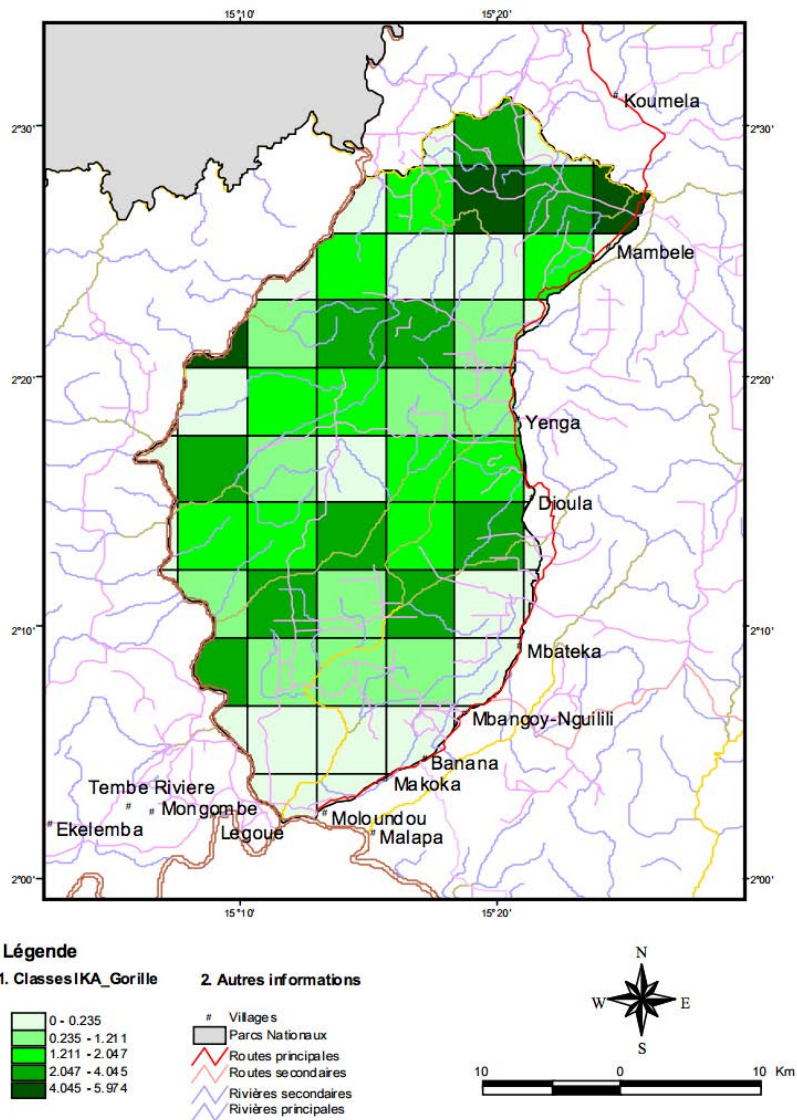 15°10' 15°20'
Koumela
2°30' 2°30'
Mambele
2°20' 2°20'
Yenga
Dioula
2°10' 2°10'
Mbateka
Mbangoy-Nguilili
Banana
Tembe Riviere Makoka
Mongombe Moloundou
Ekelemba Legoue Malapa
2°00' 2°00'
15°10' 15°20'
Légende
1. Classes IKA_Gorille 2. Autres informations
N
W E
S
0 - 0.235 # Villages
0.235 - 1.211 Parcs Nationaux
1.211 - 2.047 Routes principales
2.047 - 4.045 Routes secondaires
4.045 - 5.974 Rivières secondaires
Rivières principales
10 0 10 Km